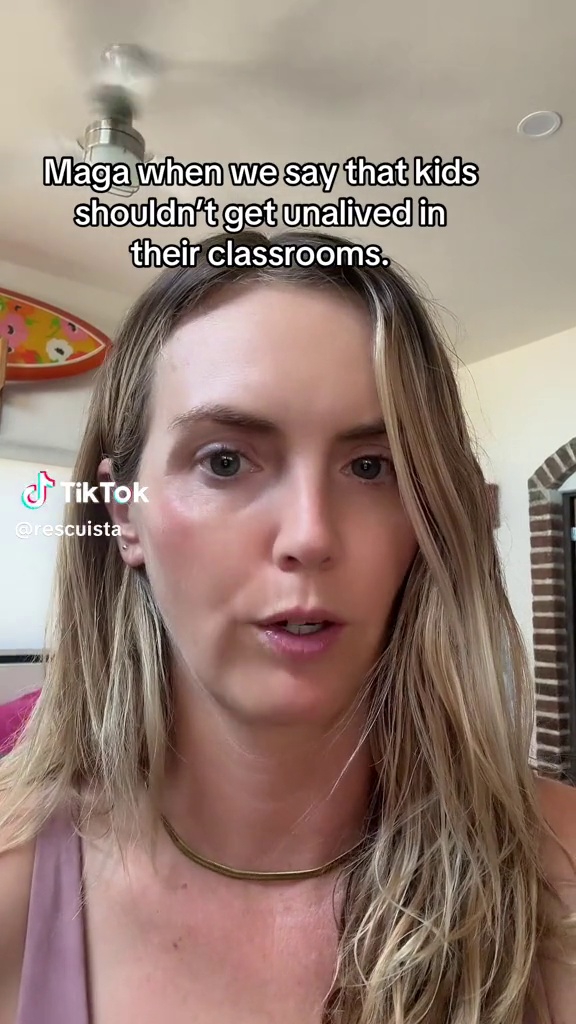 Maga when we say that kids
shouldn't get unalived in
their classrooms.
TikTok
@rescuista